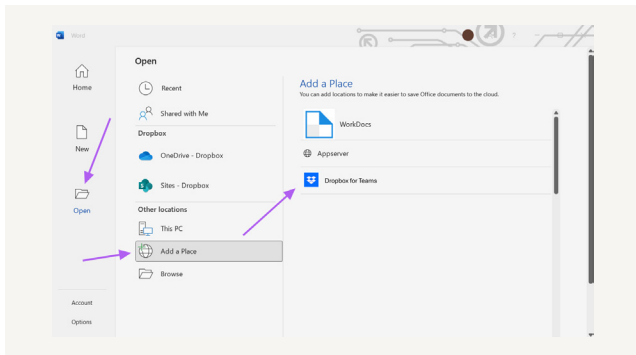 Word
?
Home
New
Open
Account
Options
Open
Recent
Shared with Me
Dropbox
OneDrive - Dropbox
Sites - Dropbox
Other locations
This PC
Add a Place
Browse
Add a Place
You can add locations to make it easier to save Office documents to the cloud.
WorkDocs
Appserver
Dropbox for Teams